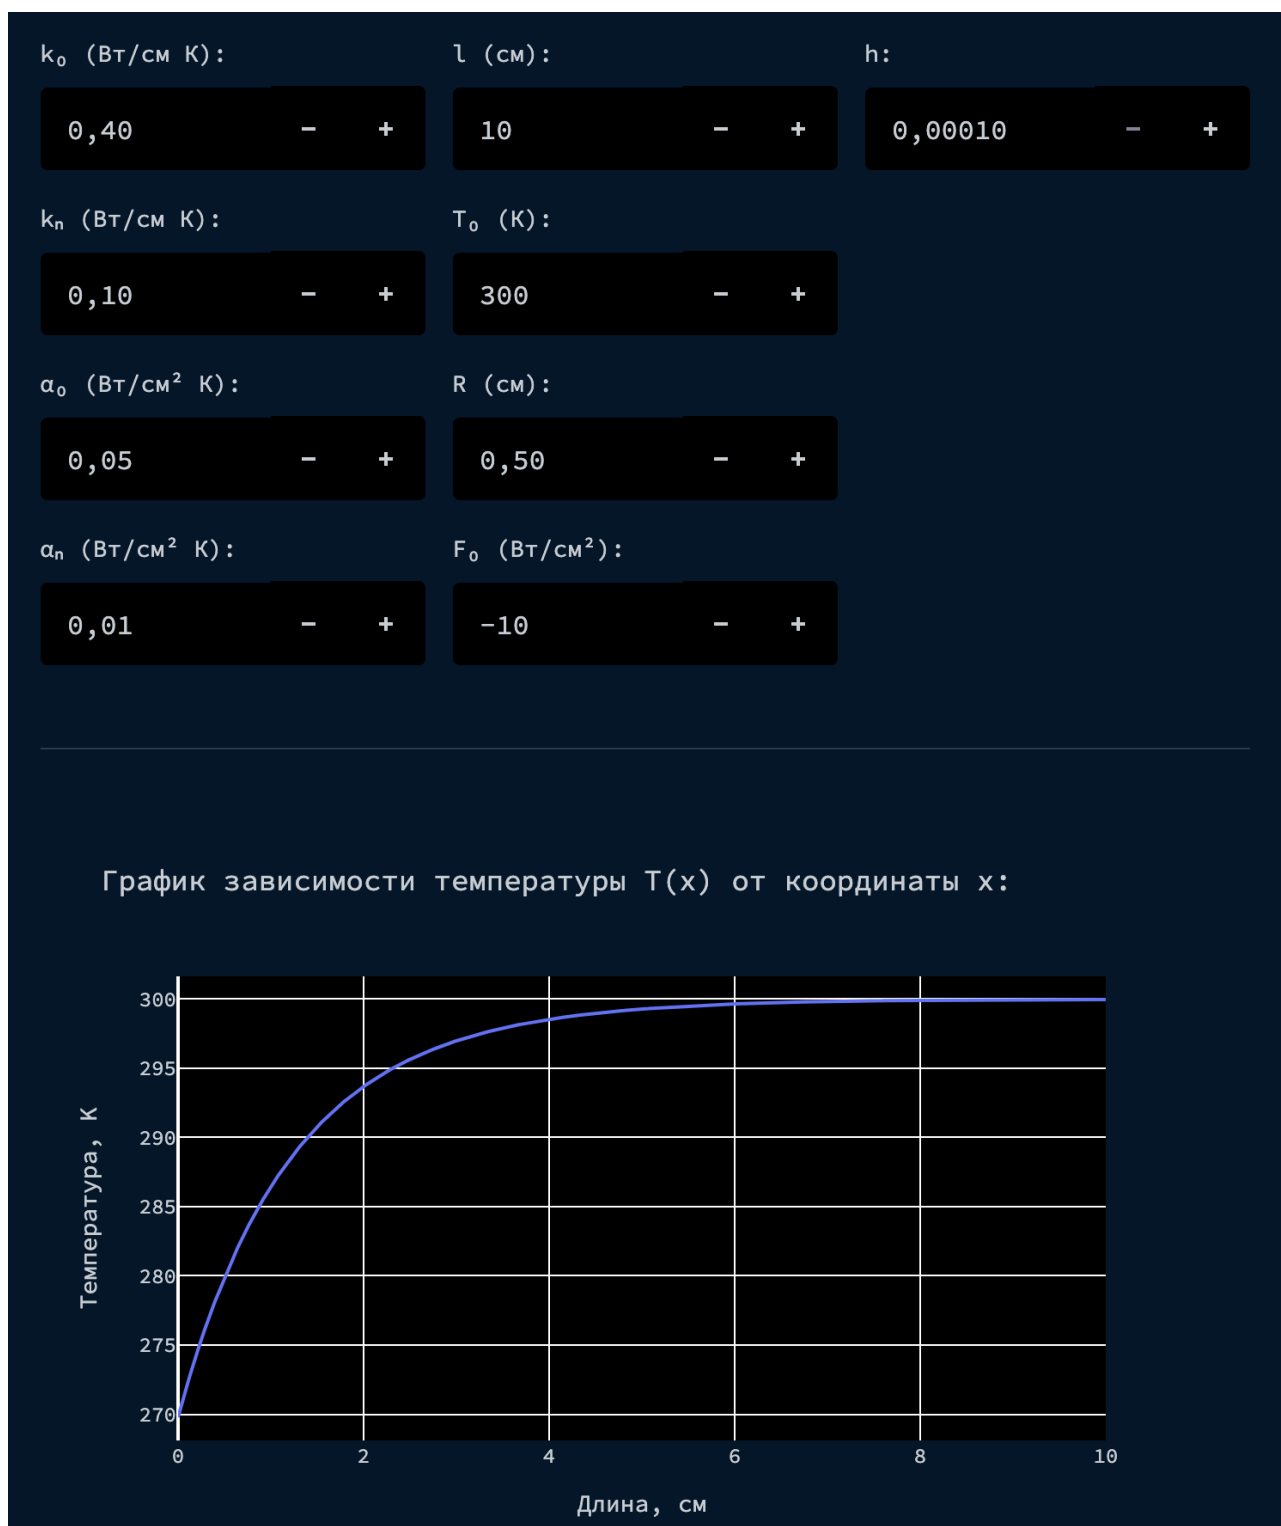 k₀ (Вт/см К):
l (см):
h:
0,40 − +
10 − +
0,00010 − +
kₙ (Вт/см К):
T₀ (К):
0,10 − +
300 − +
α₀ (Вт/см² К):
R (см):
0,05 − +
0,50 − +
αₙ (Вт/см² К):
F₀ (Вт/см²):
0,01 − +
−10 − +
График зависимости температуры T(x) от координаты x:
300
295
290
285
280
275
270
Температура, К
0 2 4 6 8 10
Длина, см